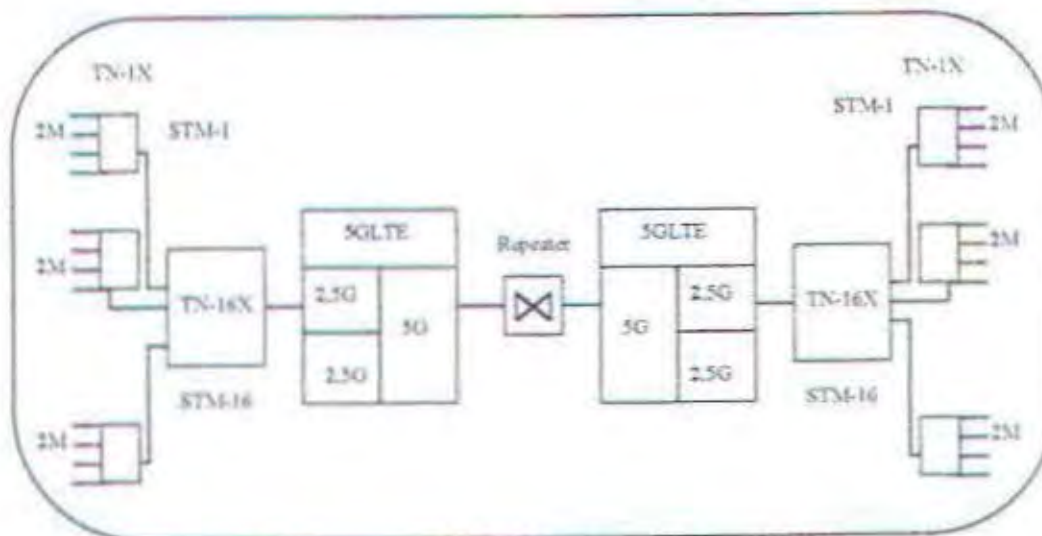 TN-1X
TN-1X
2M
STM-1
STM-1
2M
5GLTE
Repeater
5GLTE
2M
2M
TN-16X
2.5G
5G
5G
2.5G
TN-16X
2.5G
2.5G
STM-16
STM-16
2M
2M